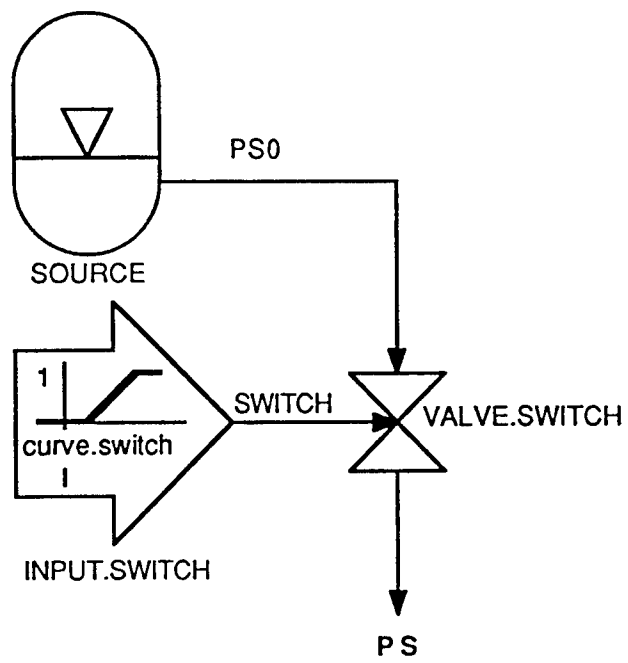 PS0
SOURCE
1
SWITCH
VALVE.SWITCH
curve.switch
INPUT.SWITCH
PS